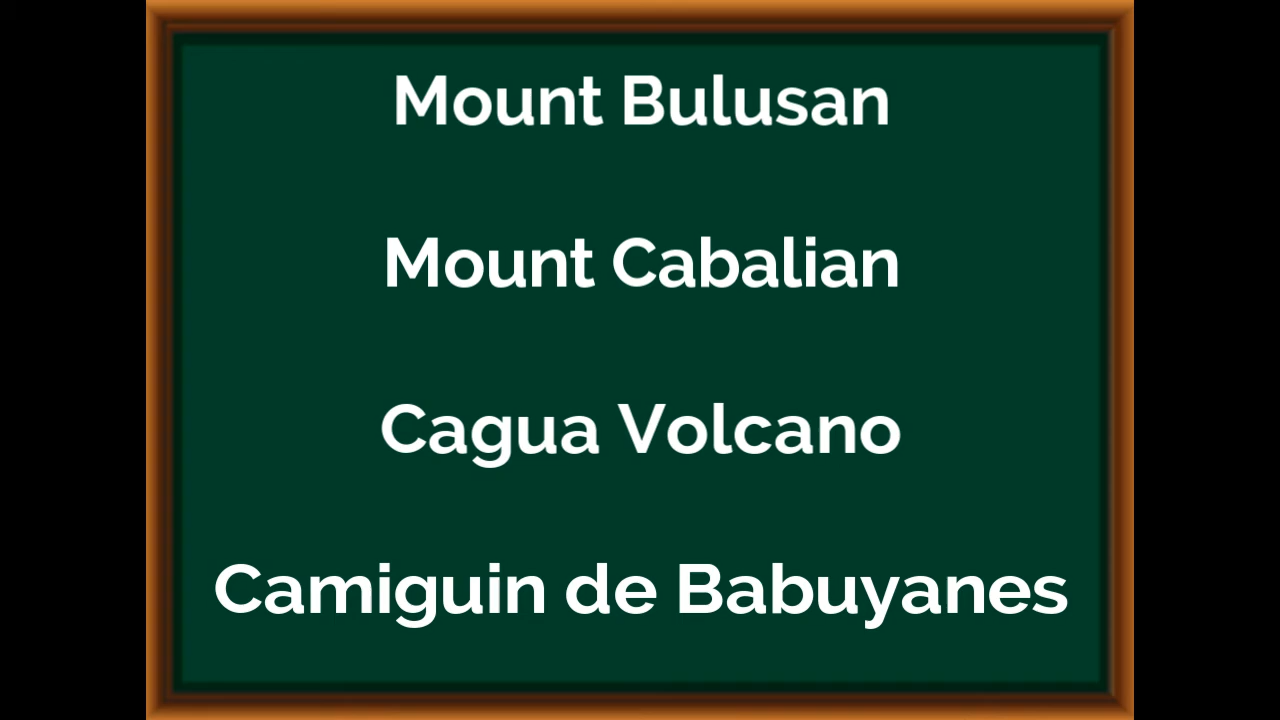 Mount Bulusan
Mount Cabalian
Cagua Volcano
Camiguin de Babuyanes